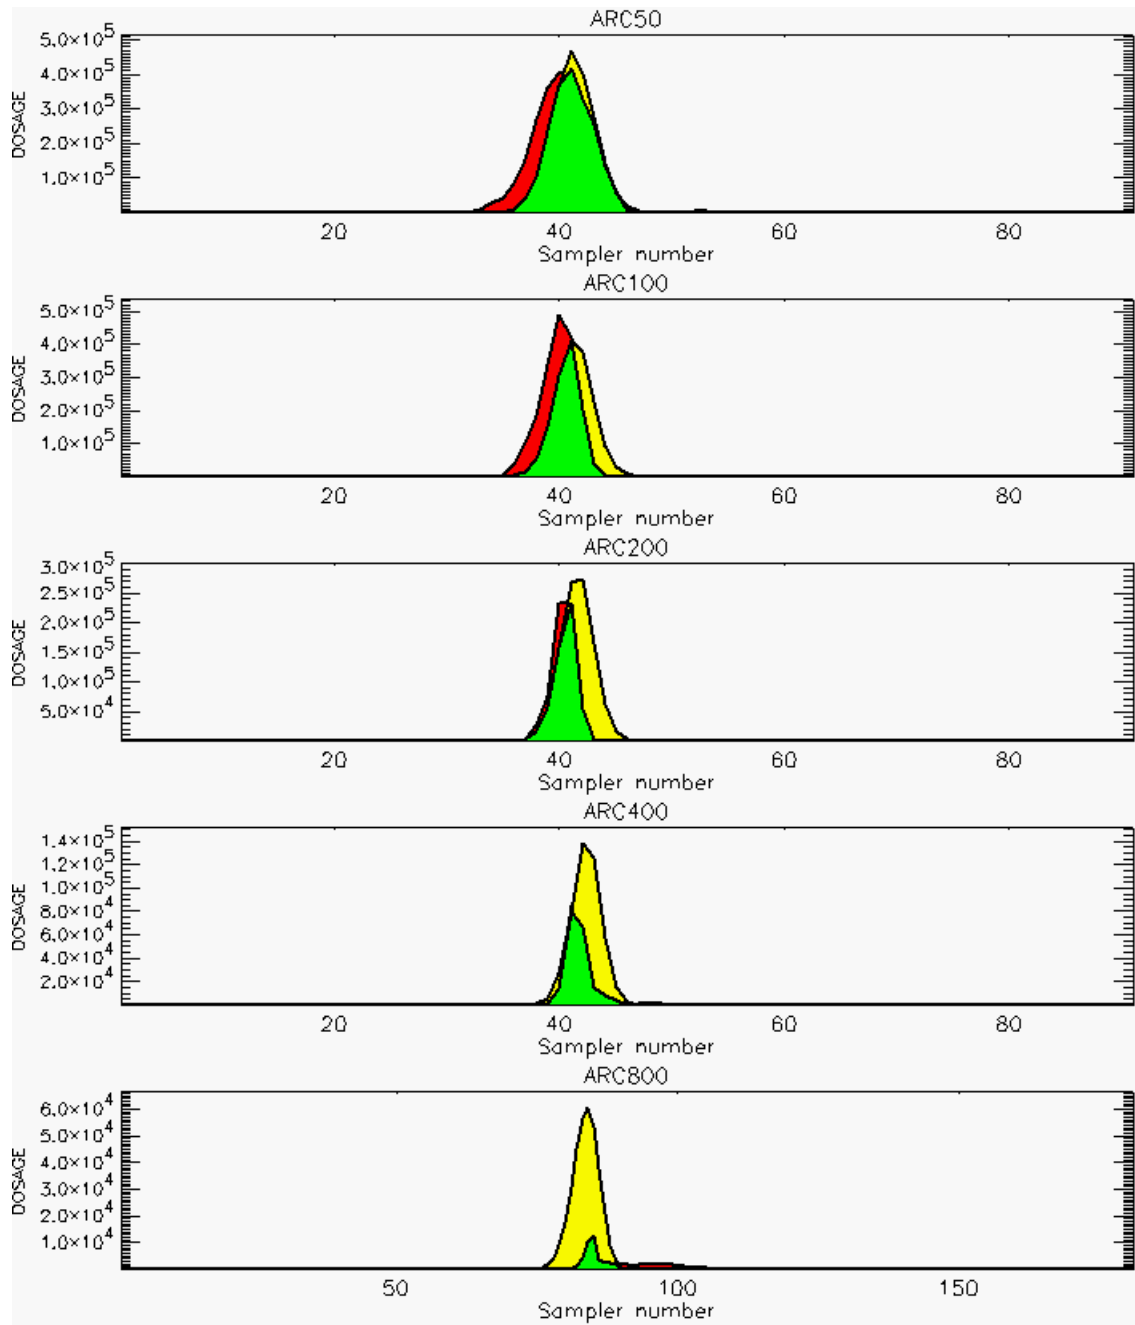 ARC50
5.0×10⁵
4.0×10⁵
3.0×10⁵
2.0×10⁵
1.0×10⁵
DOSAGE
20 40 60 80
Sampler number
ARC100
5.0×10⁵
4.0×10⁵
3.0×10⁵
2.0×10⁵
1.0×10⁵
DOSAGE
20 40 60 80
Sampler number
ARC200
3.0×10⁵
2.5×10⁵
2.0×10⁵
1.5×10⁵
1.0×10⁵
5.0×10⁴
DOSAGE
20 40 60 80
Sampler number
ARC400
1.4×10⁵
1.2×10⁵
1.0×10⁵
8.0×10⁴
6.0×10⁴
4.0×10⁴
2.0×10⁴
DOSAGE
20 40 60 80
Sampler number
ARC800
6.0×10⁴
5.0×10⁴
4.0×10⁴
3.0×10⁴
2.0×10⁴
1.0×10⁴
DOSAGE
50 100 150
Sampler number